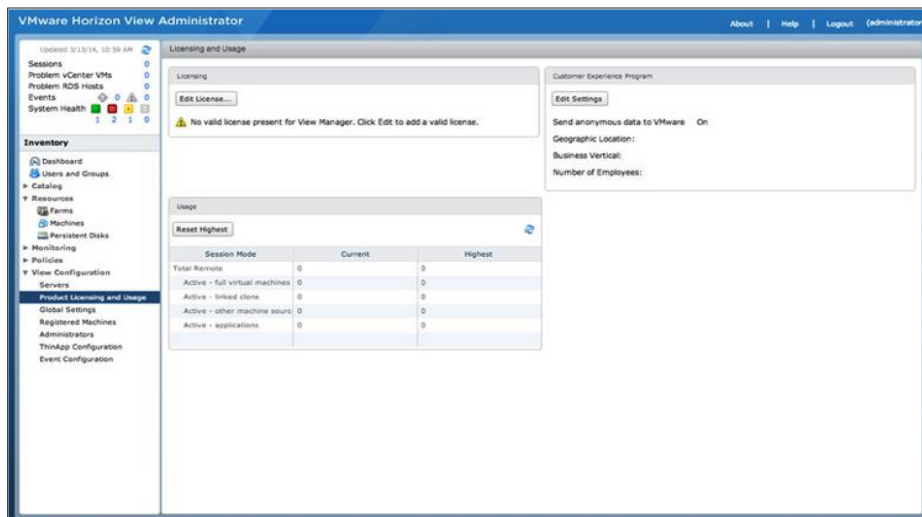 VMware Horizon View Administrator
About | Help | Logout (administrator
Updated 3/13/14, 10:59 AM
Sessions 0
Problem vCenter VMs 0
Problem RDS Hosts 0
Events 0 0
System Health
1 2 1 0
Inventory
Dashboard
Users and Groups
Catalog
Resources
Farms
Machines
Persistent Disks
Monitoring
Policies
View Configuration
Servers
Product Licensing and Usage
Global Settings
Registered Machines
Administrators
ThinApp Configuration
Event Configuration
Licensing and Usage
Licensing
Edit License...
No valid license present for View Manager. Click Edit to add a valid license.
Customer Experience Program
Edit Settings
Send anonymous data to VMware On
Geographic Location:
Business Vertical:
Number of Employees:
Usage
Reset Highest
Session Mode Current Highest
Total Remote 0 0
Active - full virtual machines 0 0
Active - linked clone 0 0
Active - other machine sourc 0 0
Active - applications 0 0